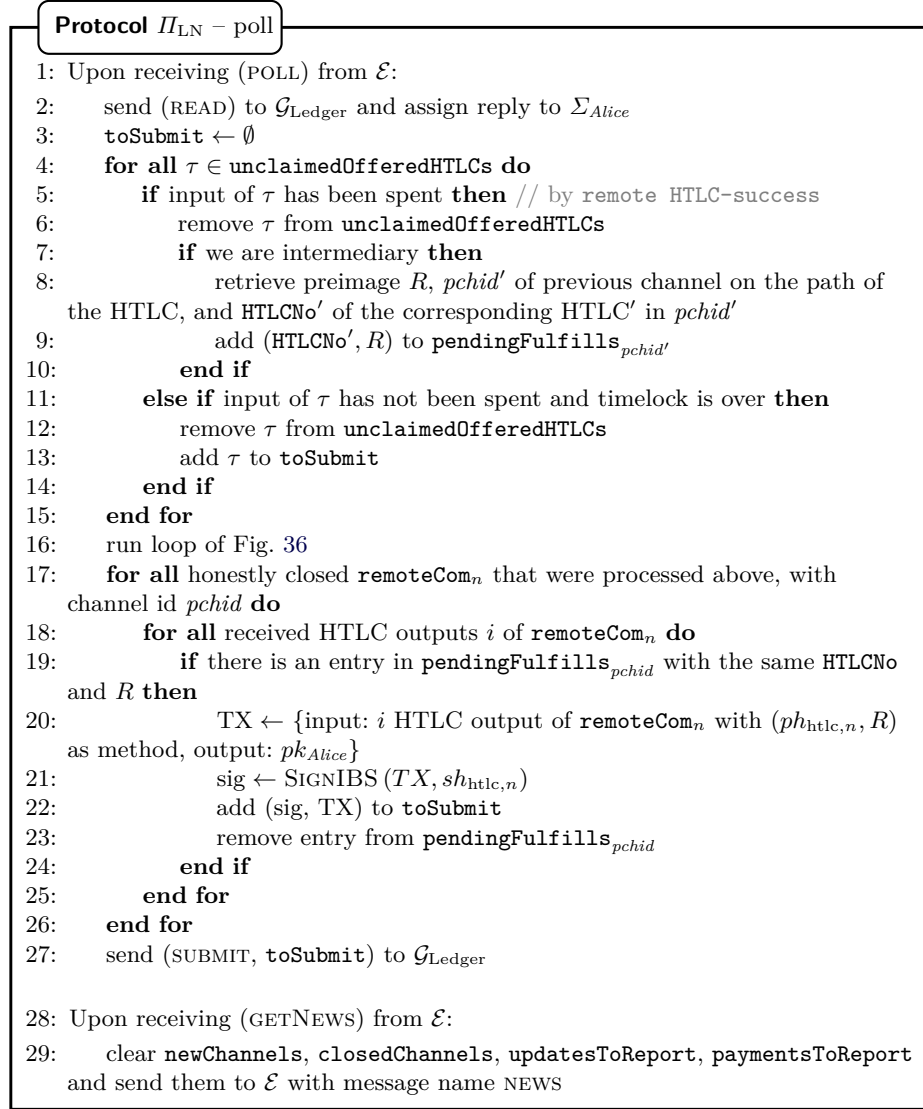 Protocol Π_LN – poll
1: Upon receiving (POLL) from ℰ:
2: send (READ) to 𝒢_Ledger and assign reply to Σ_Alice
3: toSubmit ← ∅
4: for all τ ∈ unclaimedOfferedHTLCs do
5: if input of τ has been spent then // by remote HTLC-success
6: remove τ from unclaimedOfferedHTLCs
7: if we are intermediary then
8: retrieve preimage R, pchid′ of previous channel on the path of
the HTLC, and HTLCNo′ of the corresponding HTLC′ in pchid′
9: add (HTLCNo′, R) to pendingFulfills_pchid′
10: end if
11: else if input of τ has not been spent and timelock is over then
12: remove τ from unclaimedOfferedHTLCs
13: add τ to toSubmit
14: end if
15: end for
16: run loop of Fig. 36
17: for all honestly closed remoteCom_n that were processed above, with
channel id pchid do
18: for all received HTLC outputs i of remoteCom_n do
19: if there is an entry in pendingFulfills_pchid with the same HTLCNo
and R then
20: TX ← {input: i HTLC output of remoteCom_n with (ph_htlc,n, R)
as method, output: pk_Alice}
21: sig ← SIGNIBS (TX, sh_htlc,n)
22: add (sig, TX) to toSubmit
23: remove entry from pendingFulfills_pchid
24: end if
25: end for
26: end for
27: send (SUBMIT, toSubmit) to 𝒢_Ledger
28: Upon receiving (GETNEWS) from ℰ:
29: clear newChannels, closedChannels, updatesToReport, paymentsToReport
and send them to ℰ with message name NEWS